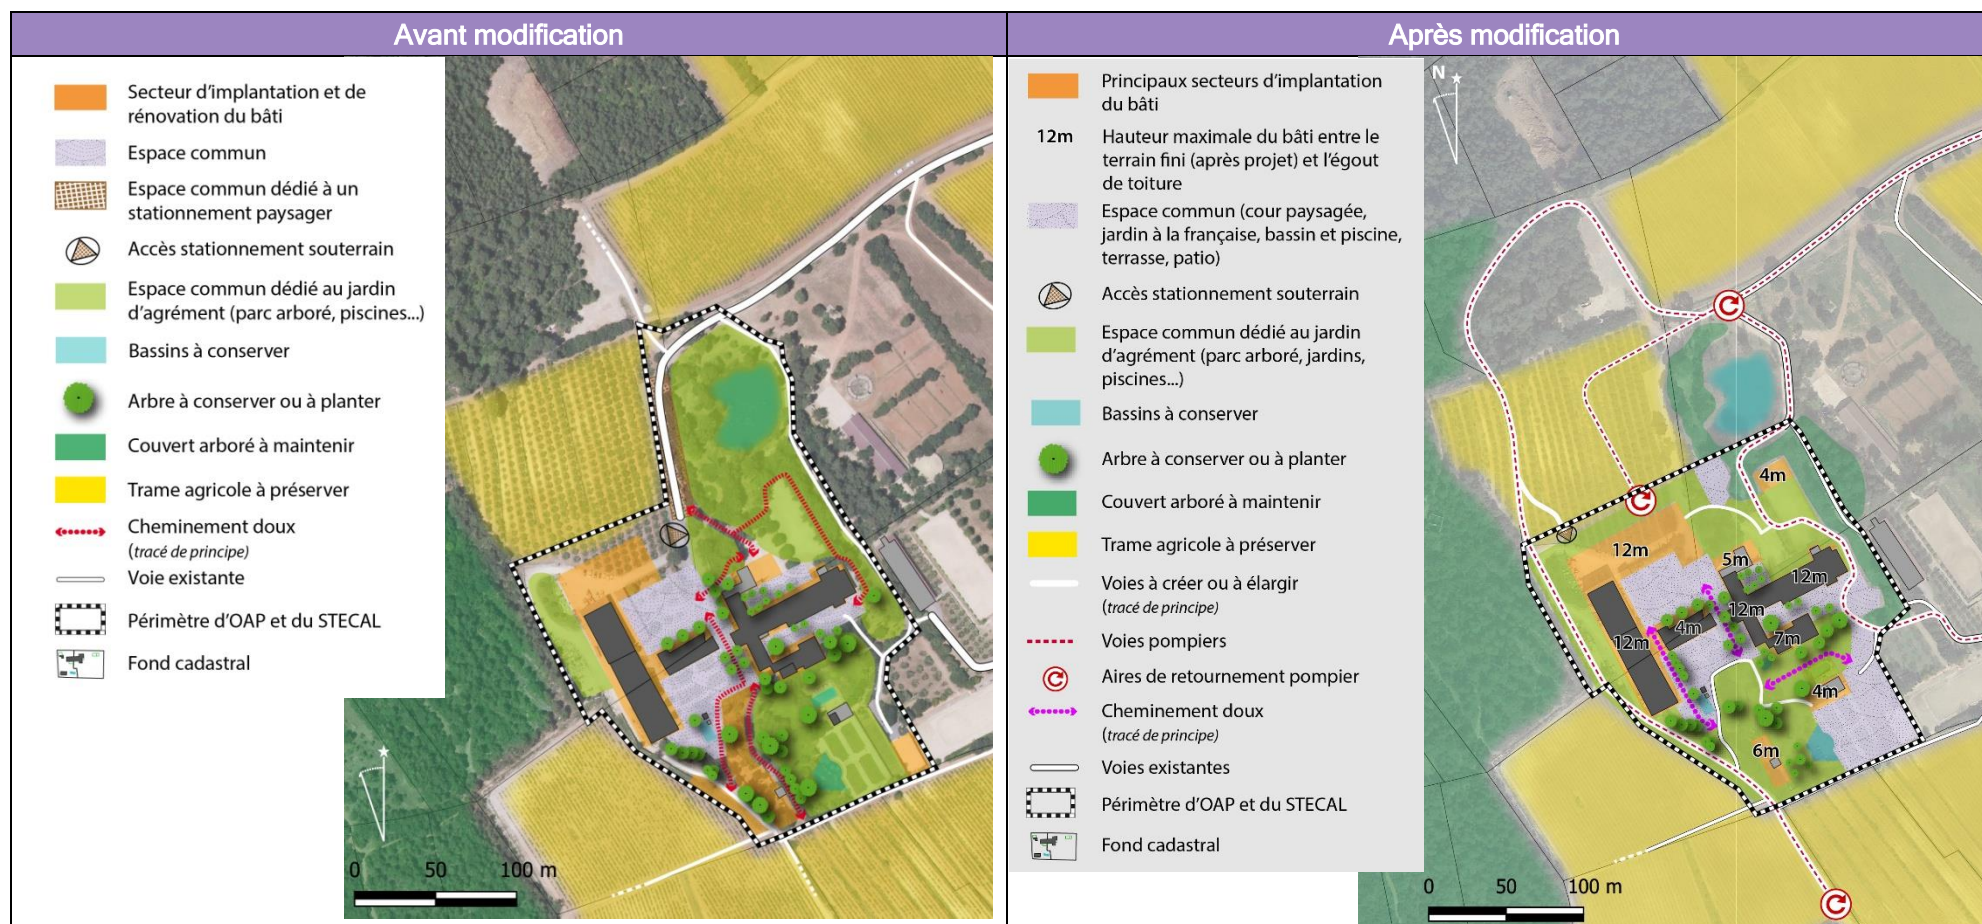 Avant modification
Secteur d'implantation et de
rénovation du bâti
Espace commun
Espace commun dédié à un
stationnement paysager
Accès stationnement souterrain
Espace commun dédié au jardin
d'agrément (parc arboré, piscines...)
Bassins à conserver
Arbre à conserver ou à planter
Couvert arboré à maintenir
Trame agricole à préserver
Cheminement doux
(tracé de principe)
Voie existante
Périmètre d'OAP et du STECAL
Fond cadastral
0 50 100 m
Après modification
Principaux secteurs d'implantation
du bâti
12m Hauteur maximale du bâti entre le
terrain fini (après projet) et l'égout
de toiture
Espace commun (cour paysagée,
jardin à la française, bassin et piscine,
terrasse, patio)
Accès stationnement souterrain
Espace commun dédié au jardin
d'agrément (parc arboré, jardins,
piscines...)
Bassins à conserver
Arbre à conserver ou à planter
Couvert arboré à maintenir
Trame agricole à préserver
Voies à créer ou à élargir
(tracé de principe)
Voies pompiers
Aires de retournement pompier
Cheminement doux
(tracé de principe)
Voies existantes
Périmètre d'OAP et du STECAL
Fond cadastral
N
4m
12m
5m
12m
12m
4m
12m
7m
4m
6m
0 50 100 m